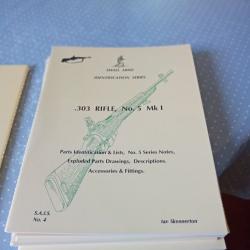 SMALL ARMS
IDENTIFICATION SERIES
.303 RIFLE, No. 5 Mk I
Parts Identification & Lists, No. 5 Series Notes,
Exploded Parts Drawings, Descriptions,
Accessories & Fittings.
S.A.I.S.
No. 4
Ian Skennerton